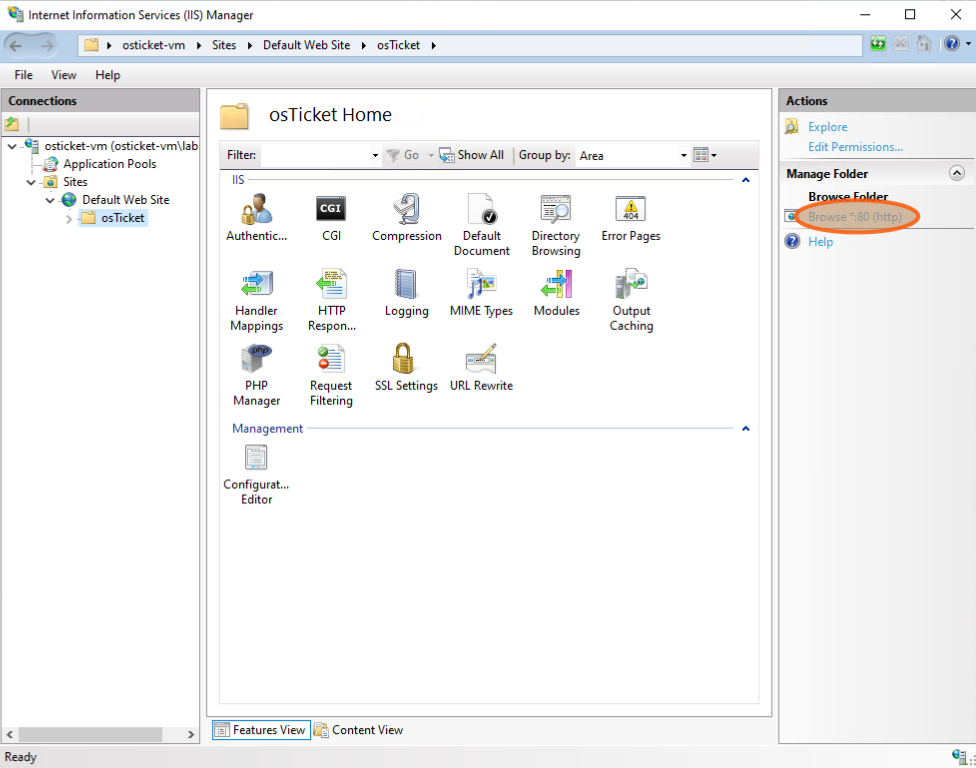 Internet Information Services (IIS) Manager
osticket-vm Sites Default Web Site osTicket
File View Help
Connections
osticket-vm (osticket-vm\lab
Application Pools
Sites
Default Web Site
osTicket
osTicket Home
Filter: Go Show All Group by: Area
IIS
Authentic... CGI Compression Default Document Directory Browsing Error Pages
Handler Mappings HTTP Respon... Logging MIME Types Modules Output Caching
PHP Manager Request Filtering SSL Settings URL Rewrite
Management
Configurat... Editor
Features View Content View
Actions
Explore
Edit Permissions...
Manage Folder
Browse Folder
Browse *:80 (http)
Help
Ready